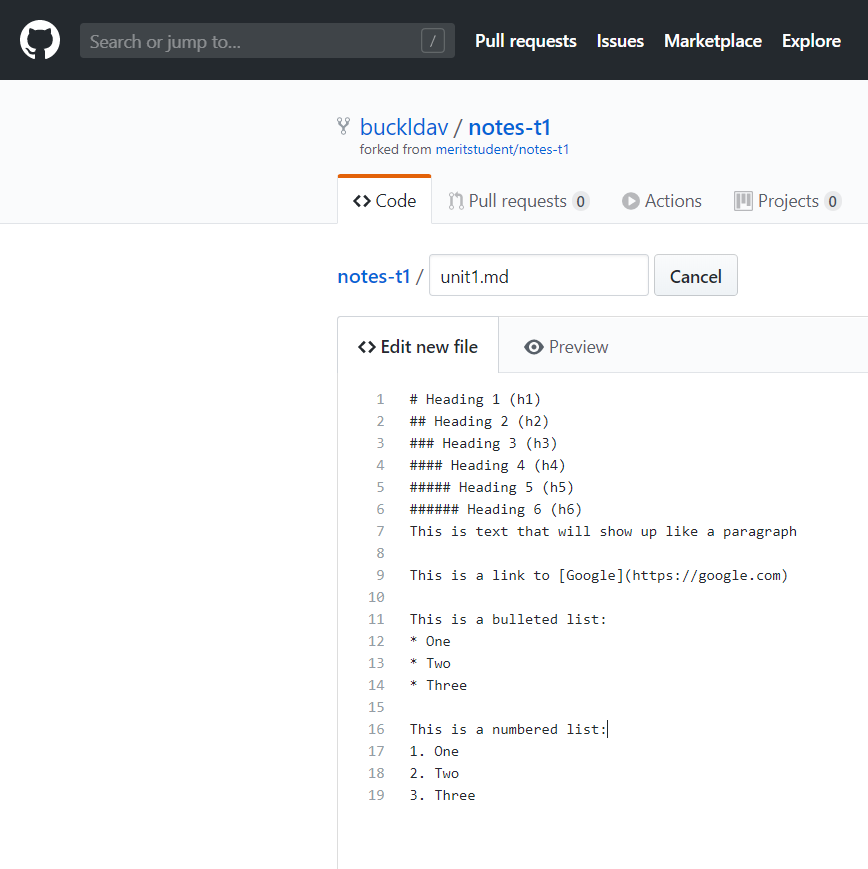 Search or jump to... / Pull requests Issues Marketplace Explore
buckldav / notes-t1
forked from meritstudent/notes-t1
Code Pull requests 0 Actions Projects 0
notes-t1 / unit1.md Cancel
Edit new file Preview
1 # Heading 1 (h1)
2 ## Heading 2 (h2)
3 ### Heading 3 (h3)
4 #### Heading 4 (h4)
5 ##### Heading 5 (h5)
6 ###### Heading 6 (h6)
7 This is text that will show up like a paragraph
8
9 This is a link to [Google](https://google.com)
10
11 This is a bulleted list:
12 * One
13 * Two
14 * Three
15
16 This is a numbered list:
17 1. One
18 2. Two
19 3. Three